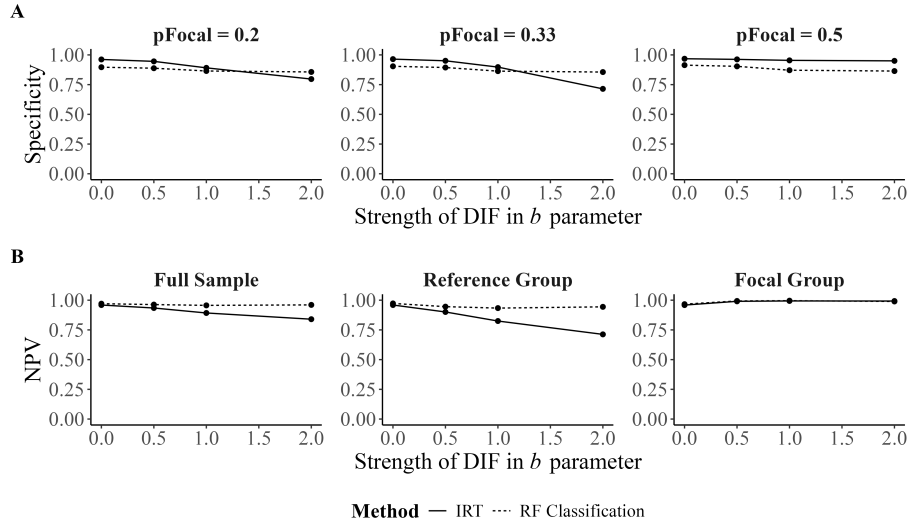 A
pFocal = 0.2 pFocal = 0.33 pFocal = 0.5
Specificity
1.00 1.00 1.00
0.75 0.75 0.75
0.50 0.50 0.50
0.25 0.25 0.25
0.00 0.00 0.00
0.0 0.5 1.0 1.5 2.0 0.0 0.5 1.0 1.5 2.0 0.0 0.5 1.0 1.5 2.0
Strength of DIF in b parameter
B
Full Sample Reference Group Focal Group
NPV
1.00 1.00 1.00
0.75 0.75 0.75
0.50 0.50 0.50
0.25 0.25 0.25
0.00 0.00 0.00
0.0 0.5 1.0 1.5 2.0 0.0 0.5 1.0 1.5 2.0 0.0 0.5 1.0 1.5 2.0
Strength of DIF in b parameter
Method IRT RF Classification